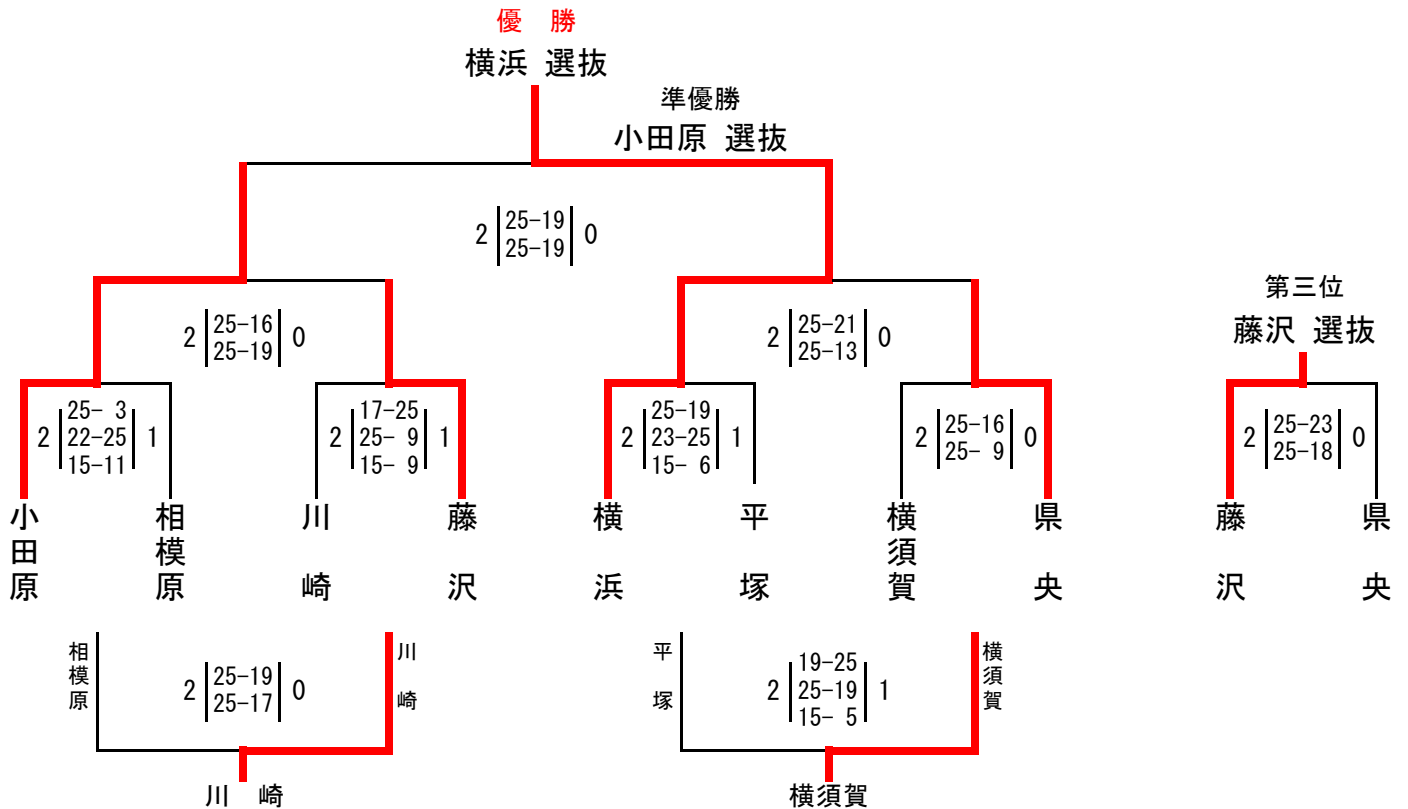 優 勝
横浜 選抜
準優勝
小田原 選抜
2 25-19 0
25-19
第三位
藤沢 選抜
2 25-16 0
25-19
2 25-21 0
25-13
25- 3
2 22-25 1
15-11
17-25
2 25- 9 1
15- 9
25-19
2 23-25 1
15- 6
2 25-16 0
25- 9
2 25-23 0
25-18
小田原
相模原
川崎
藤沢
横浜
平塚
横須賀
県央
藤沢
県央
相模原
2 25-19 0
25-17
川崎
平塚
19-25
2 25-19 1
15- 5
横須賀
川 崎
横須賀